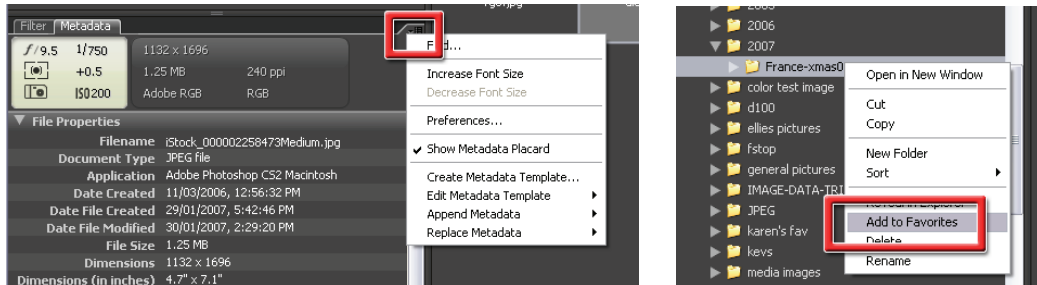 Filter Metadata
f/9.5 1/750 1132 x 1696
+0.5 1.25 MB 240 ppi
ISO200 Adobe RGB RGB
File Properties
Filename iStock_000002258473Medium.jpg
Document Type JPEG file
Application Adobe Photoshop CS2 Macintosh
Date Created 11/03/2006, 12:56:32 PM
Date File Created 29/01/2007, 5:42:46 PM
Date File Modified 30/01/2007, 2:29:20 PM
File Size 1.25 MB
Dimensions 1132 x 1696
Dimensions (in inches) 4.7" x 7.1"
Increase Font Size
Decrease Font Size
Preferences...
Show Metadata Placard
Create Metadata Template...
Edit Metadata Template
Append Metadata
Replace Metadata
2006
2007
France-xmas0
color test image
d100
ellies pictures
fstop
general pictures
IMAGE-DATA-TRI
JPEG
karen's fav
kevs
media images
Open in New Window
Cut
Copy
New Folder
Sort
Add to Favorites
Delete
Rename